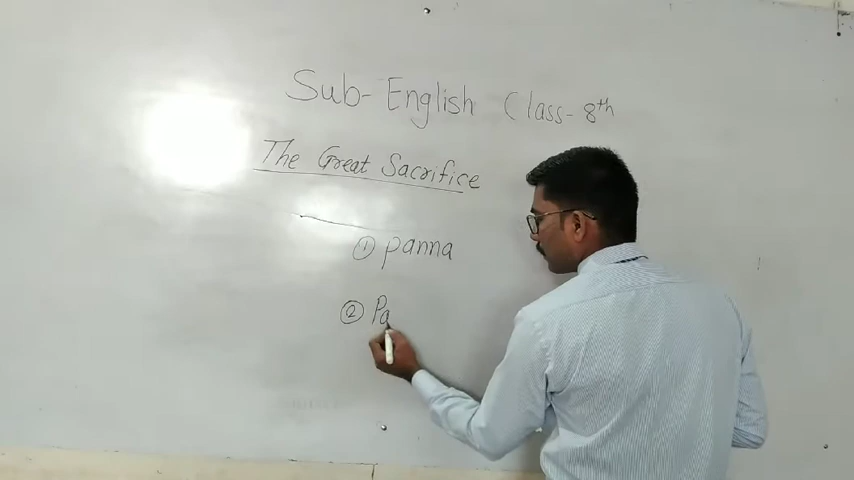 Sub- English Class- 8th
The Great Sacrifice
① panna
② Pa